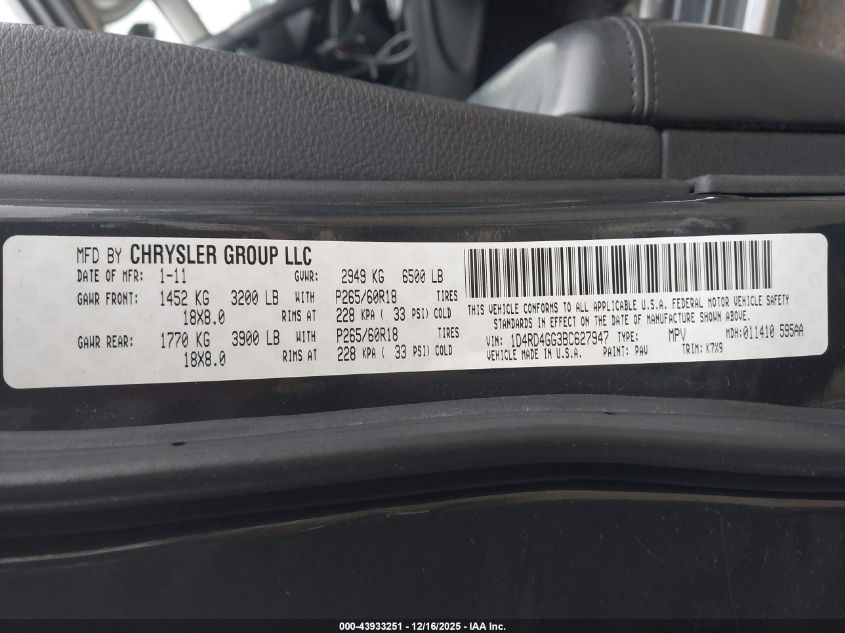 MFD BY CHRYSLER GROUP LLC
DATE OF MFR: 1-11 GVWR: 2949 KG 6500 LB
GAWR FRONT: 1452 KG 3200 LB WITH P265/60R18 TIRES
18X8.0 RIMS AT 228 KPA ( 33 PSI) COLD
GAWR REAR: 1770 KG 3900 LB WITH P265/60R18 TIRES
18X8.0 RIMS AT 228 KPA ( 33 PSI) COLD
THIS VEHICLE CONFORMS TO ALL APPLICABLE U.S.A. FEDERAL MOTOR VEHICLE SAFETY
STANDARDS IN EFFECT ON THE DATE OF MANUFACTURE SHOWN ABOVE.
VIN: 1D4RD4GG3BC627947 TYPE: MPV MDH:011410 595AA
VEHICLE MADE IN U.S.A. PAINT: PAU TRIM: K7X9
000-43933251 - 12/16/2025 - IAA Inc.